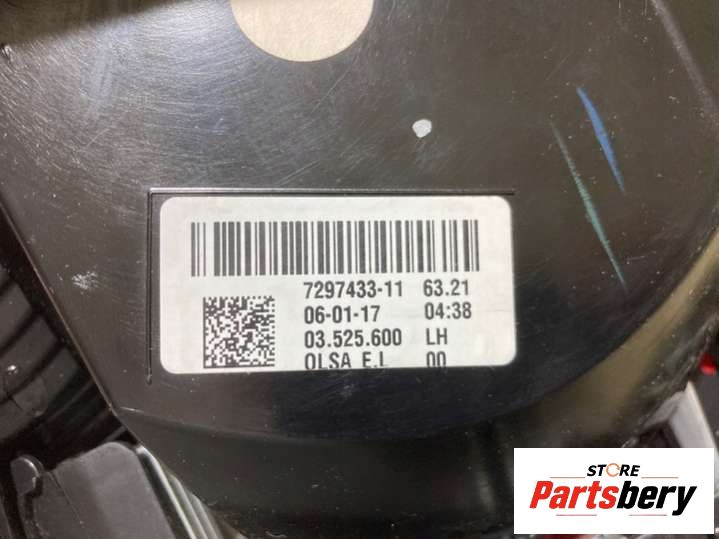 7297433-11 63.21
06-01-17 04:38
03.525.600 LH
OLSA E.L 00
STORE
Partsbery